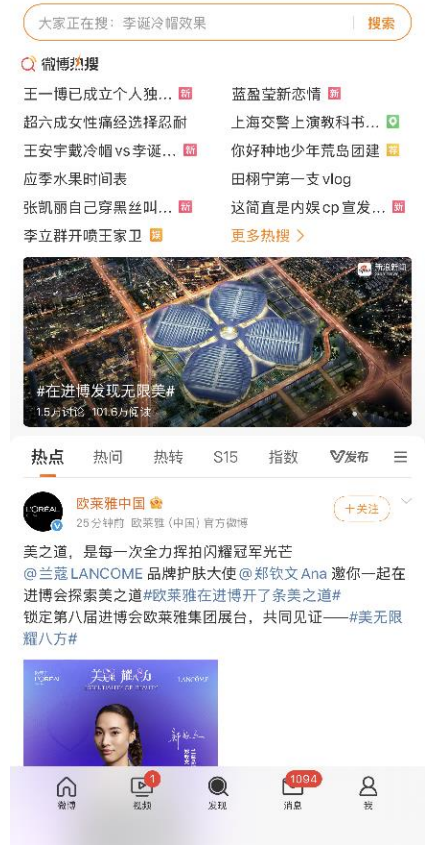 大家正在搜：李诞冷帽效果
搜索
微博热搜
王一博已成立个人独... 新
蓝盈莹新恋情 新
超六成女性痛经选择忍耐
上海交警上演教科书...
王安宇戴冷帽vs李诞... 新
你好种地少年荒岛团建
应季水果时间表
田栩宁第一支vlog
张凯丽自己穿黑丝叫... 新
这简直是内娱cp宣发... 新
李立群开喷王家卫
更多热搜
新浪新闻
#在进博发现无限美#
1.5万讨论 101.6万阅读
热点 热问 热转 S15 指数 发布
L'ORÉAL
欧莱雅中国
+关注
25分钟前 欧莱雅(中国)官方微博
美之道，是每一次全力挥拍闪耀冠军光芒
@兰蔻LANCOME 品牌护肤大使@郑钦文Ana 邀你一起在
进博会探索美之道#欧莱雅在进博开了条美之道#
锁定第八届进博会欧莱雅集团展台，共同见证——#美无限
耀八方#
L'ORÉAL
美无限 耀八方
LANCÔME
1
1094
微博 视频 发现 消息 我